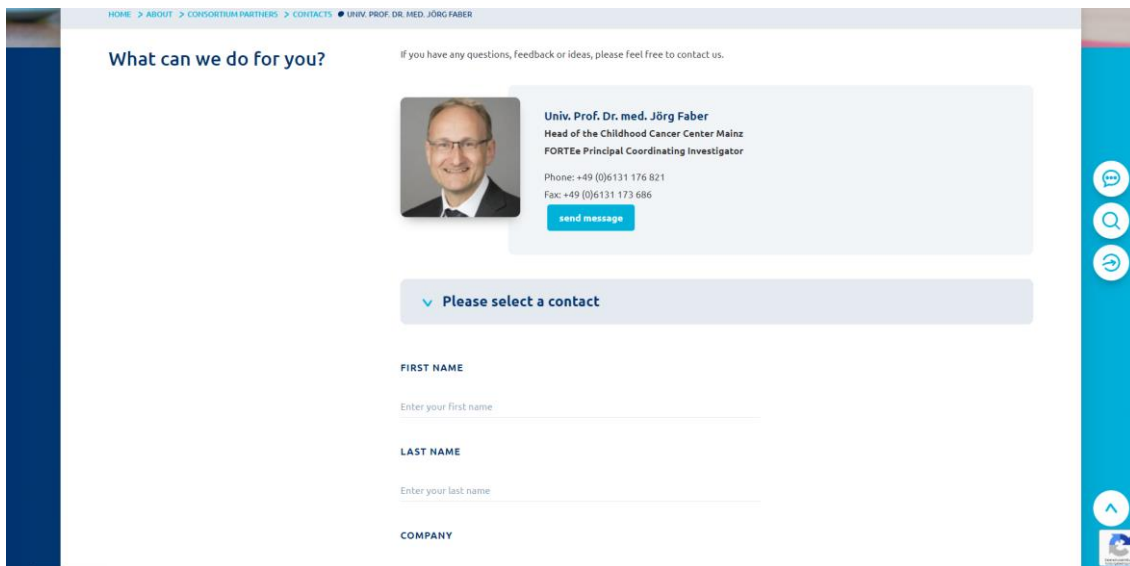 HOME > ABOUT > CONSORTIUM PARTNERS > CONTACTS ● UNIV. PROF. DR. MED. JÖRG FABER
What can we do for you?
If you have any questions, feedback or ideas, please feel free to contact us.
Univ. Prof. Dr. med. Jörg Faber
Head of the Childhood Cancer Center Mainz
FORTEe Principal Coordinating Investigator
Phone: +49 (0)6131 176 821
Fax: +49 (0)6131 173 686
send message
Please select a contact
FIRST NAME
Enter your first name
LAST NAME
Enter your last name
COMPANY